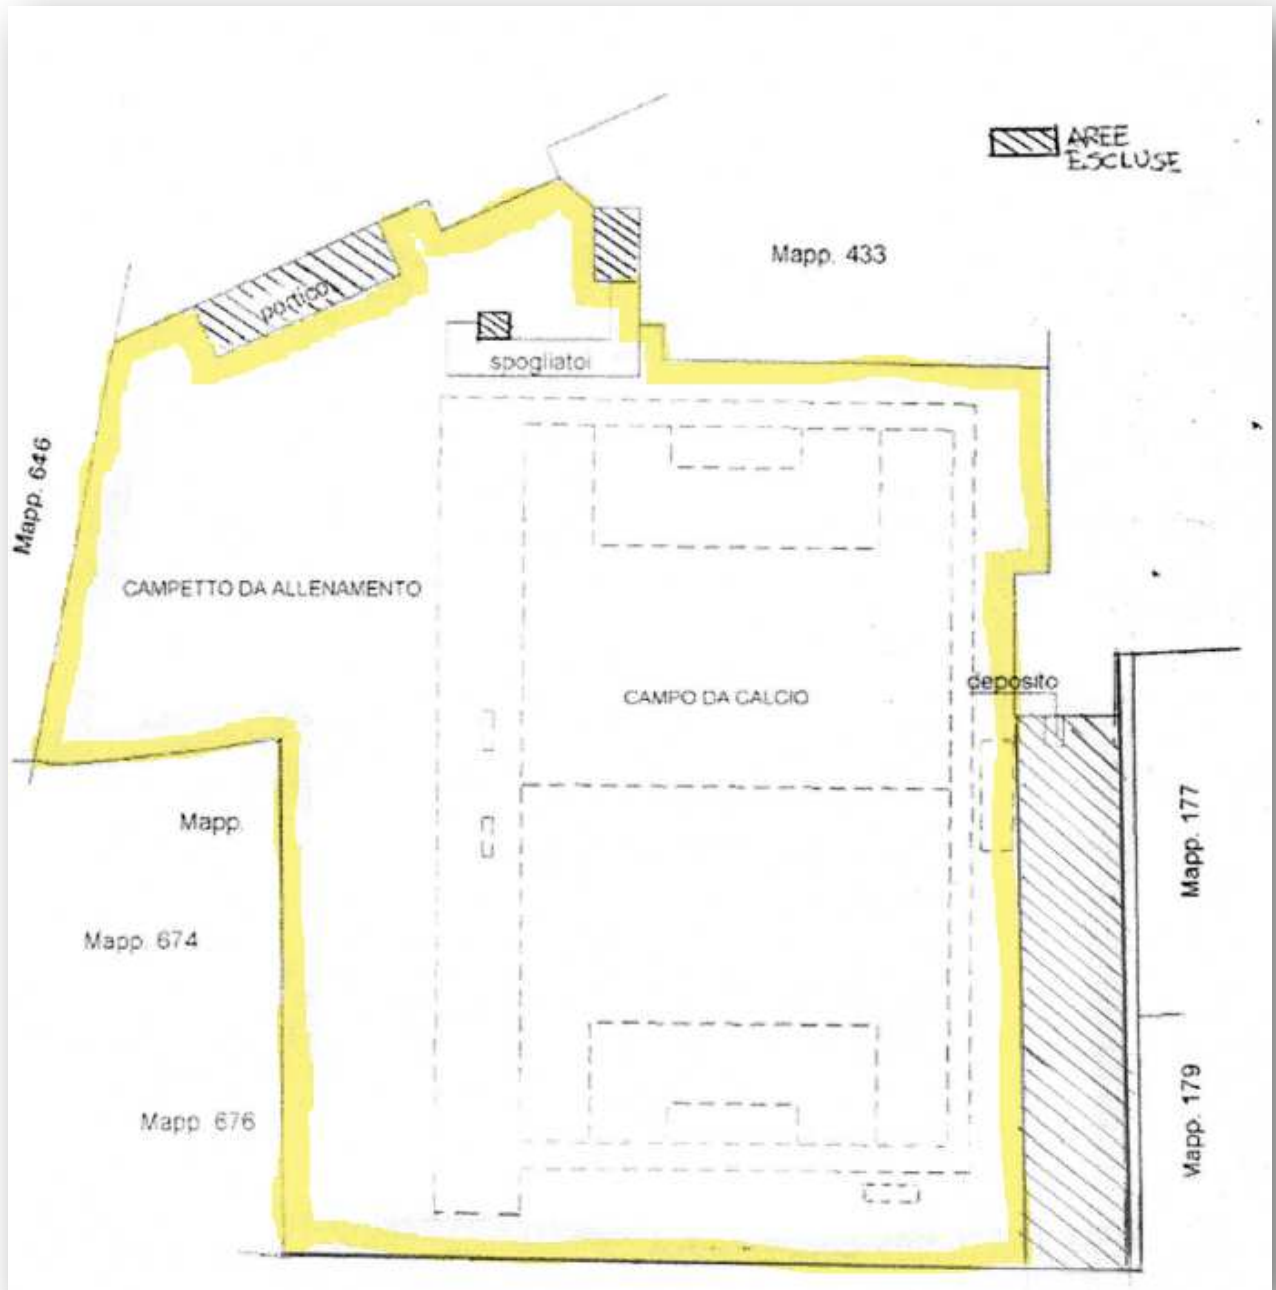 AREE
ESCLUSE
Mapp. 433
portico
spogliatoi
Mapp. 646
CAMPETTO DA ALLENAMENTO
CAMPO DA CALCIO
deposito
Mapp.
Mapp. 177
Mapp. 674
Mapp. 676
Mapp. 179